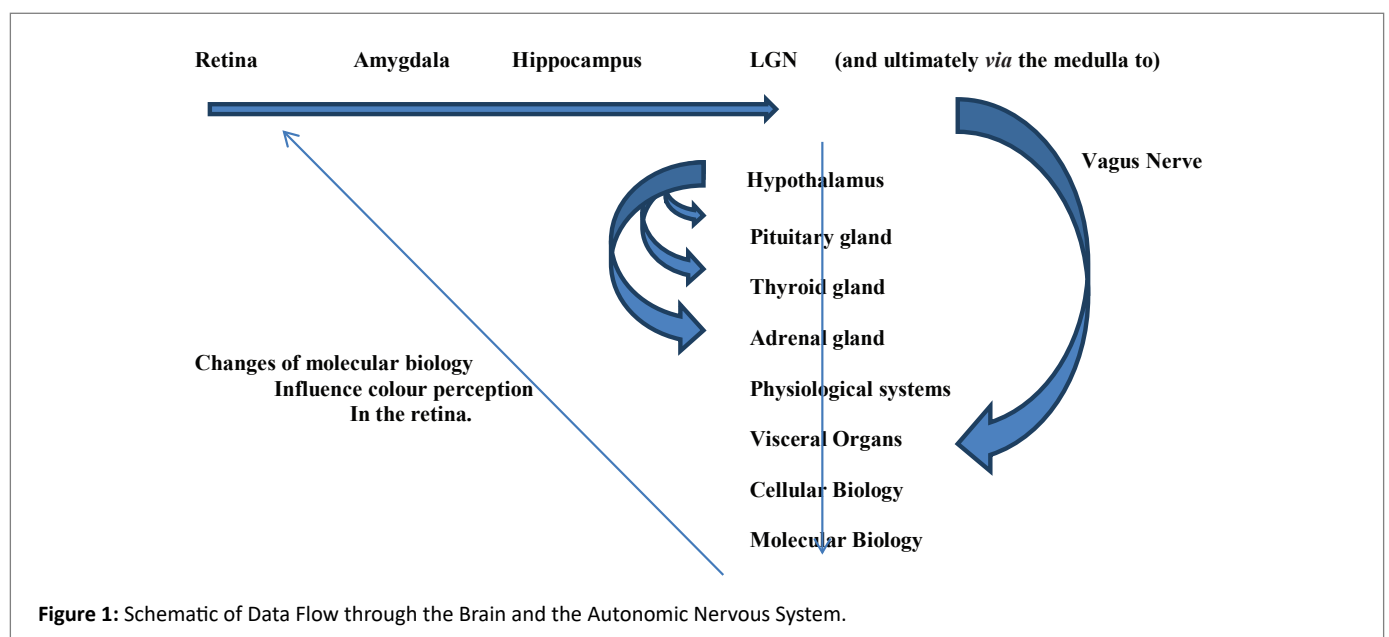 Retina Amygdala Hippocampus LGN (and ultimately via the medulla to)
Vagus Nerve
Hypothalamus
Pituitary gland
Thyroid gland
Adrenal gland
Changes of molecular biology
Influence colour perception
In the retina.
Physiological systems
Visceral Organs
Cellular Biology
Molecular Biology
Figure 1: Schematic of Data Flow through the Brain and the Autonomic Nervous System.